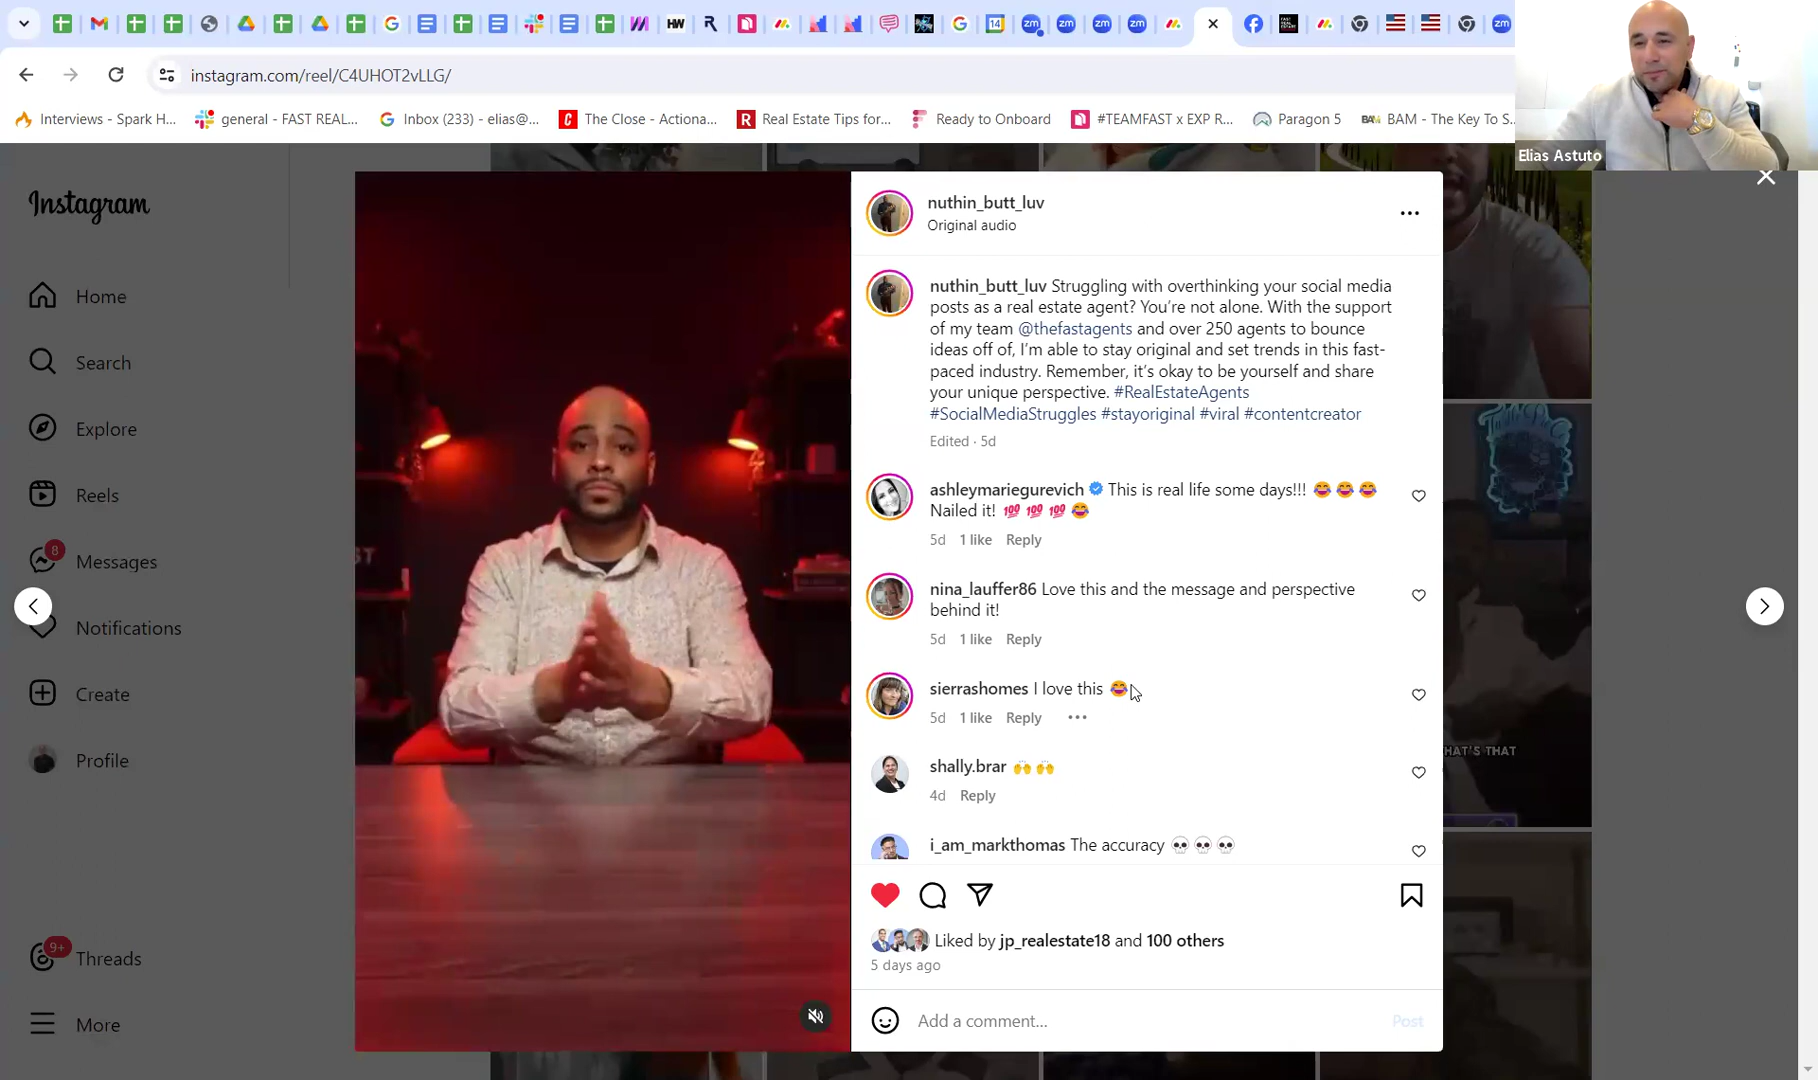 14
zm
zm
zm
zm
HW
zm
instagram.com/reel/C4UHOT2vLLG/
Interviews - Spark H...
general - FAST REAL...
Inbox (233) - elias@...
The Close - Actiona...
Real Estate Tips for...
Ready to Onboard
#TEAMFAST x EXP R...
Paragon 5
BAM - The Key To S...
Elias Astuto
Instagram
Home
Search
Explore
Reels
8
Messages
Notifications
Create
Profile
9+
Threads
More
nuthin_butt_luv
Original audio
nuthin_butt_luv Struggling with overthinking your social media
posts as a real estate agent? You’re not alone. With the support
of my team @thefastagents and over 250 agents to bounce
ideas off of, I’m able to stay original and set trends in this fast-
paced industry. Remember, it’s okay to be yourself and share
your unique perspective. #RealEstateAgents
#SocialMediaStruggles #stayoriginal #viral #contentcreator
Edited · 5d
ashleymariegurevich This is real life some days!!! 😂😂😂
Nailed it! 💯💯💯😂
5d 1 like Reply
nina_lauffer86 Love this and the message and perspective
behind it!
5d 1 like Reply
sierrashomes I love this 😂
5d 1 like Reply
shally.brar 🙌🙌
4d Reply
i_am_markthomas The accuracy 💀💀💀
Liked by jp_realestate18 and 100 others
5 days ago
Add a comment...
Post
HAT'S THAT